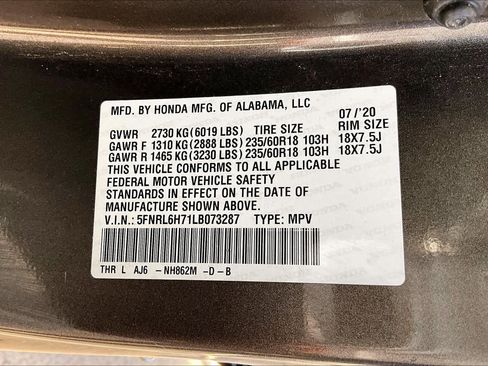 MFD. BY HONDA MFG. OF ALABAMA, LLC 07/'20
GVWR 2730 KG (6019 LBS) TIRE SIZE RIM SIZE
GAWR F 1310 KG (2888 LBS) 235/60R18 103H 18X7.5J
GAWR R 1465 KG (3230 LBS) 235/60R18 103H 18X7.5J
THIS VEHICLE CONFORMS TO ALL APPLICABLE
FEDERAL MOTOR VEHICLE SAFETY
STANDARDS IN EFFECT ON THE DATE OF
MANUFACTURE SHOWN ABOVE.
V.I.N.: 5FNRL6H71LB073287 TYPE: MPV
THR L AJ6 -NH862M -D-B